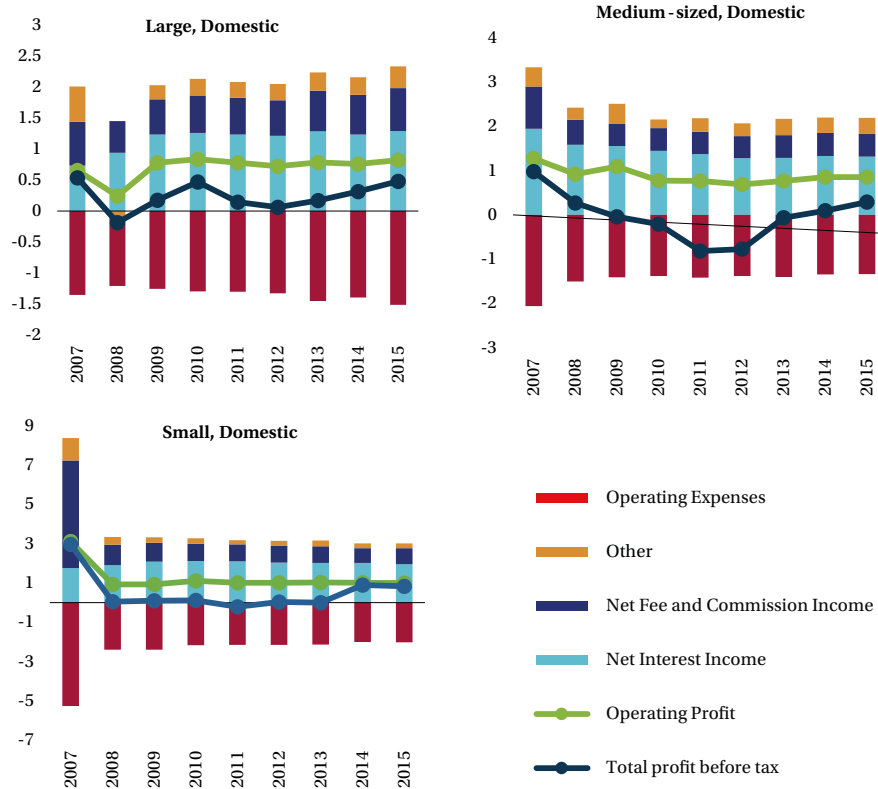 Large, Domestic
3
2.5
2
1.5
1
0.5
0
-0.5
-1
-1.5
-2
2007 2008 2009 2010 2011 2012 2013 2014 2015
Medium-sized, Domestic
4
3
2
1
0
-1
-2
-3
2007 2008 2009 2010 2011 2012 2013 2014 2015
Small, Domestic
9
7
5
3
1
-1
-3
-5
-7
2007 2008 2009 2010 2011 2012 2013 2014 2015
Operating Expenses
Other
Net Fee and Commission Income
Net Interest Income
Operating Profit
Total profit before tax